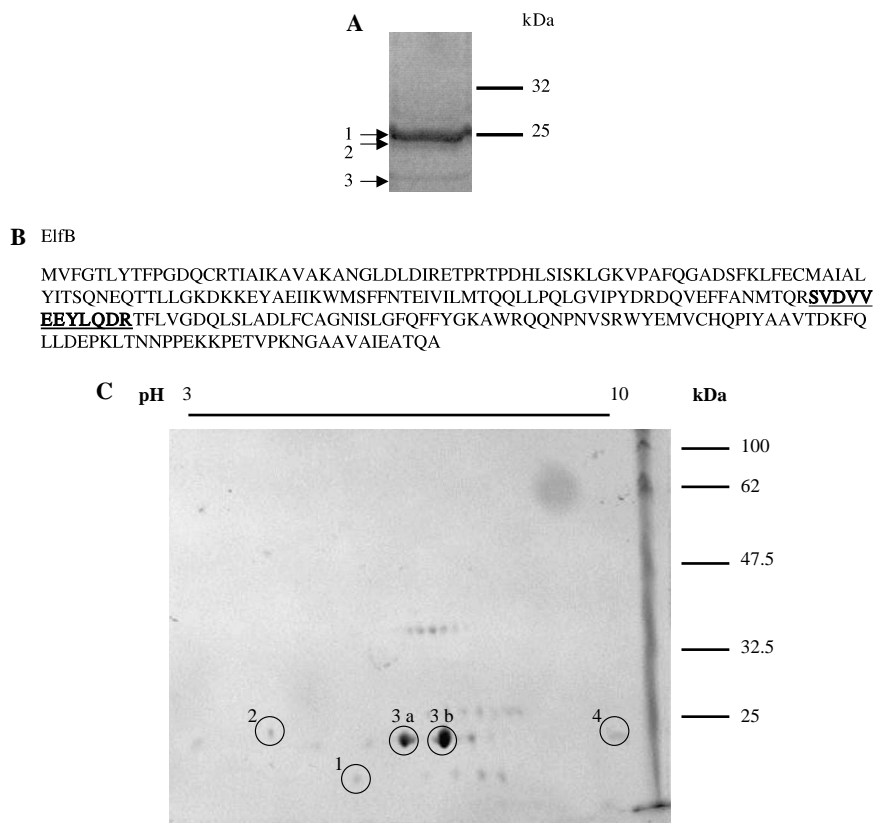 A
kDa
32
1
25
2
3
B ElfB
MVFGTLYTFPGDQCRTIAIKAVAKANGLDLDIRETPRTPDHLSISKLGKVPAFQGADSFKLFECMAIAL
YITSQNEQTTLLGKDKKEYAEIIKWMSFFNTEIVILMTQQLLPQLGVIPYDRDQVEFFANMTQRSVDVV
EEYLQDRTFLVGDQLSLADLFCAGNISLGFQFFYGKAWRQQNPNVSRWYEMVCHQPIYAAVTDKFQ
LLDEPKLTNNPPEKKPETVPKNGAAVAIEATQA
C pH 3 10 kDa
100
62
47.5
32.5
25
2 3 a 3 b 4
1